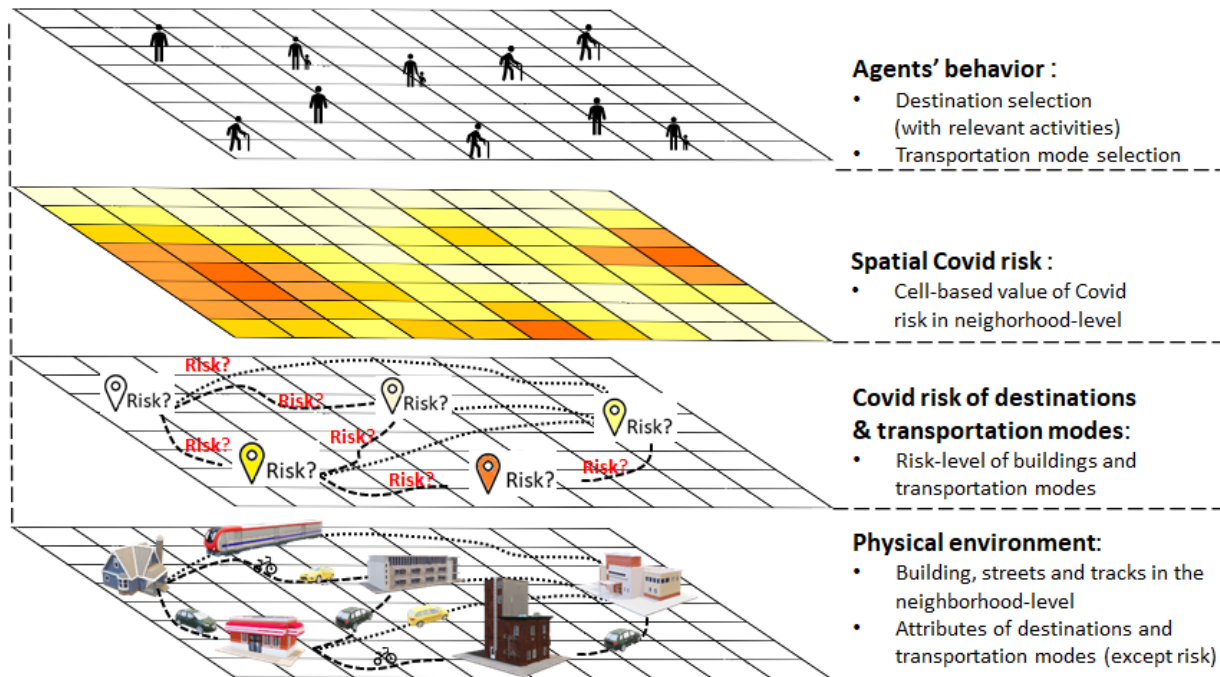 Agents' behavior :
• Destination selection
(with relevant activities)
• Transportation mode selection
Spatial Covid risk :
• Cell-based value of Covid
risk in neighorhood-level
Risk?
Risk?
Risk?
Risk?
Risk?
Risk?
Risk?
Risk?
Risk?
Risk?
Risk?
Covid risk of destinations
& transportation modes:
• Risk-level of buildings and
transportation modes
Physical environment:
• Building, streets and tracks in the
neighborhood-level
• Attributes of destinations and
transportation modes (except risk)